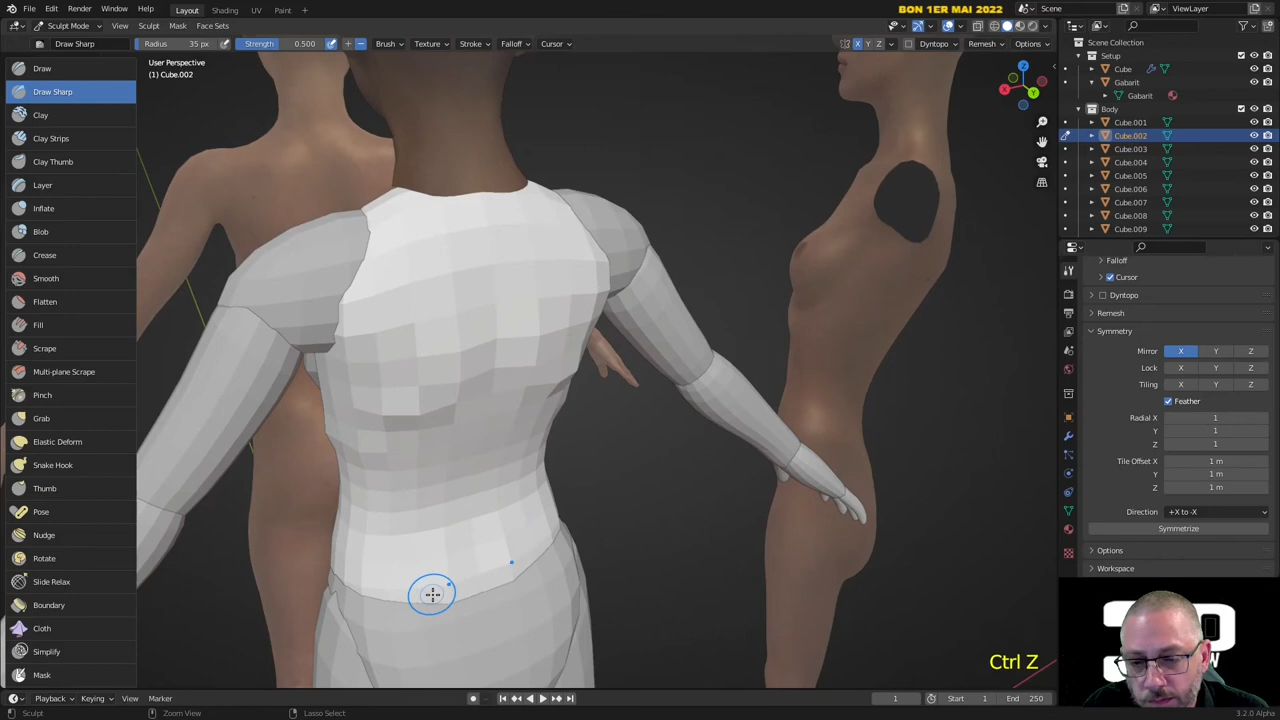 File Edit Render Window Help Layout Shading UV Paint BON 1ER MAI 2022 Scene ViewLayer
Sculpt Mode View Sculpt Mask Face Sets
Draw Sharp Radius 35 px Strength 0.500 Brush Texture Stroke Falloff Cursor X Y Z Dyntopo Remesh Options
User Perspective
(1) Cube.002
Draw
Draw Sharp
Clay
Clay Strips
Clay Thumb
Layer
Inflate
Blob
Crease
Smooth
Flatten
Fill
Scrape
Multi-plane Scrape
Pinch
Grab
Elastic Deform
Snake Hook
Thumb
Pose
Nudge
Rotate
Slide Relax
Boundary
Cloth
Simplify
Mask
Z
X
Y
Scene Collection
Setup
Cube
Gabarit
Gabarit
Body
Cube.001
Cube.002
Cube.003
Cube.004
Cube.005
Cube.006
Cube.007
Cube.008
Cube.009
Falloff
Cursor
Dyntopo
Remesh
Symmetry
Mirror X Y Z
Lock X Y Z
Tiling X Y Z
Feather
Radial X 1
Y 1
Z 1
Tile Offset X 1 m
Y 1 m
Z 1 m
Direction +X to -X
Symmetrize
Options
Workspace
Ctrl Z
Playback Keying View Marker 1 Start 1 End 250
Sculpt Zoom View Lasso Select 3.2.0 Alpha